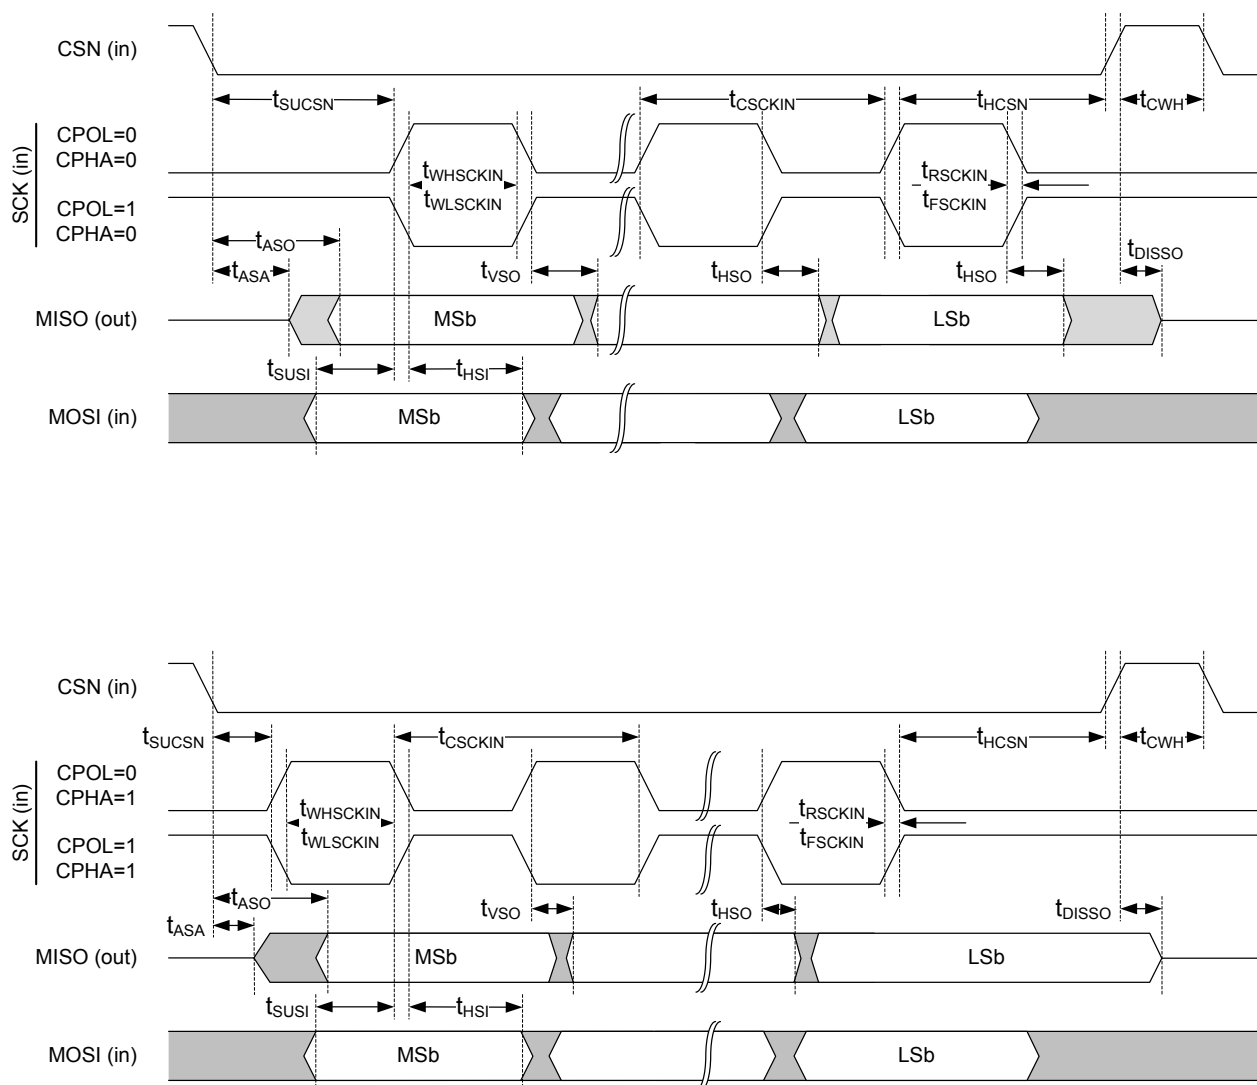 CSN (in)
tSUCSN
tCSCKIN
tHCSN
tCWH
SCK (in)
CPOL=0
CPHA=0
tWHSCKIN
tWLSCKIN
tRSCKIN
tFSCKIN
CPOL=1
CPHA=0
tASO
tASA
tVSO
tHSO
tHSO
tDISSO
MISO (out)
MSb
LSb
tSUSI
tHSI
MOSI (in)
MSb
LSb
CSN (in)
tSUCSN
tCSCKIN
tHCSN
tCWH
SCK (in)
CPOL=0
CPHA=1
tWHSCKIN
tWLSCKIN
tRSCKIN
tFSCKIN
CPOL=1
CPHA=1
tASO
tASA
tVSO
tHSO
tDISSO
MISO (out)
MSb
LSb
tSUSI
tHSI
MOSI (in)
MSb
LSb